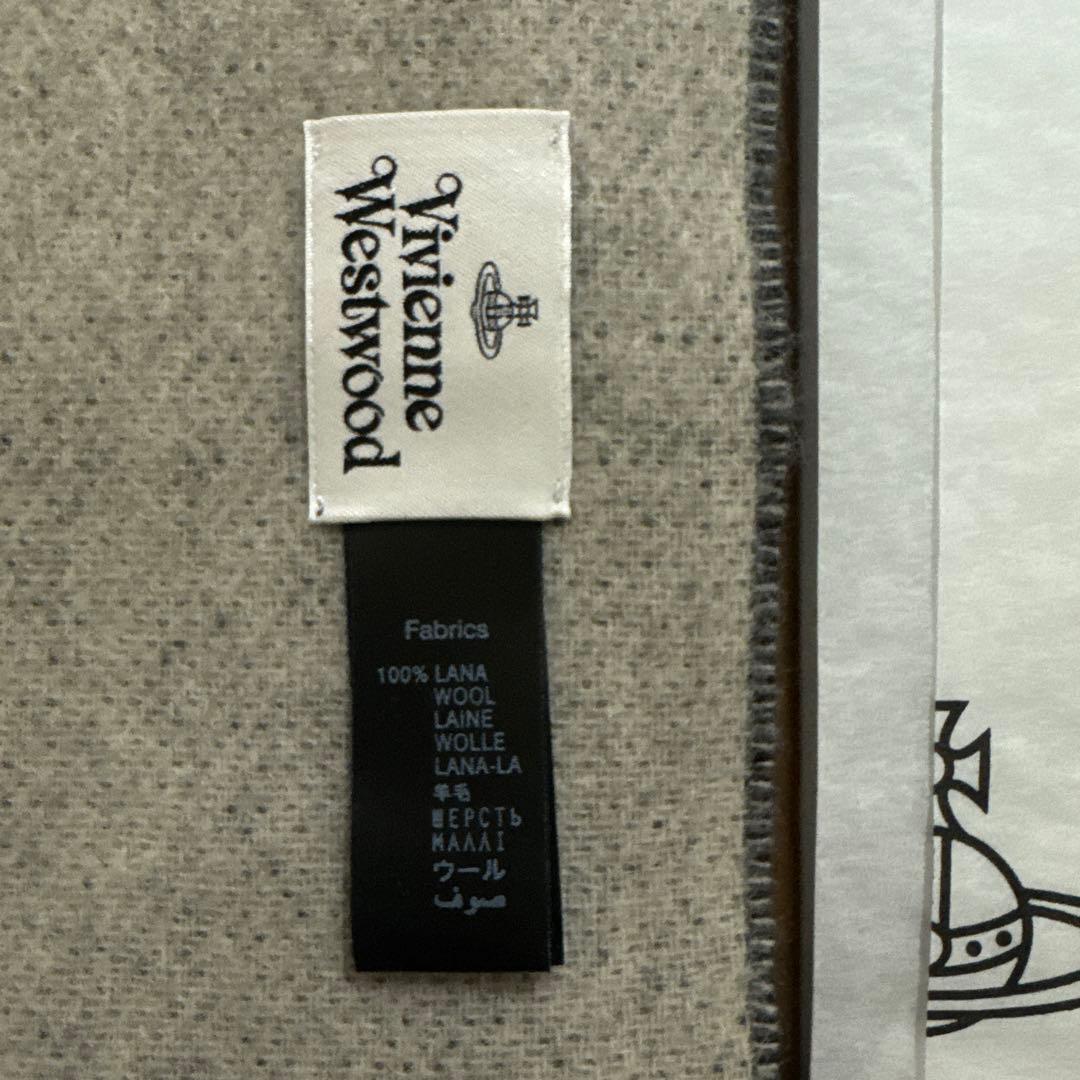 Vivienne
Westwood
Fabrics
100% LANA
WOOL
LAINE
WOLLE
LANA-LA
羊毛
ШЕРСТЬ
ΜΑΛΛΙ
ウール
صوف